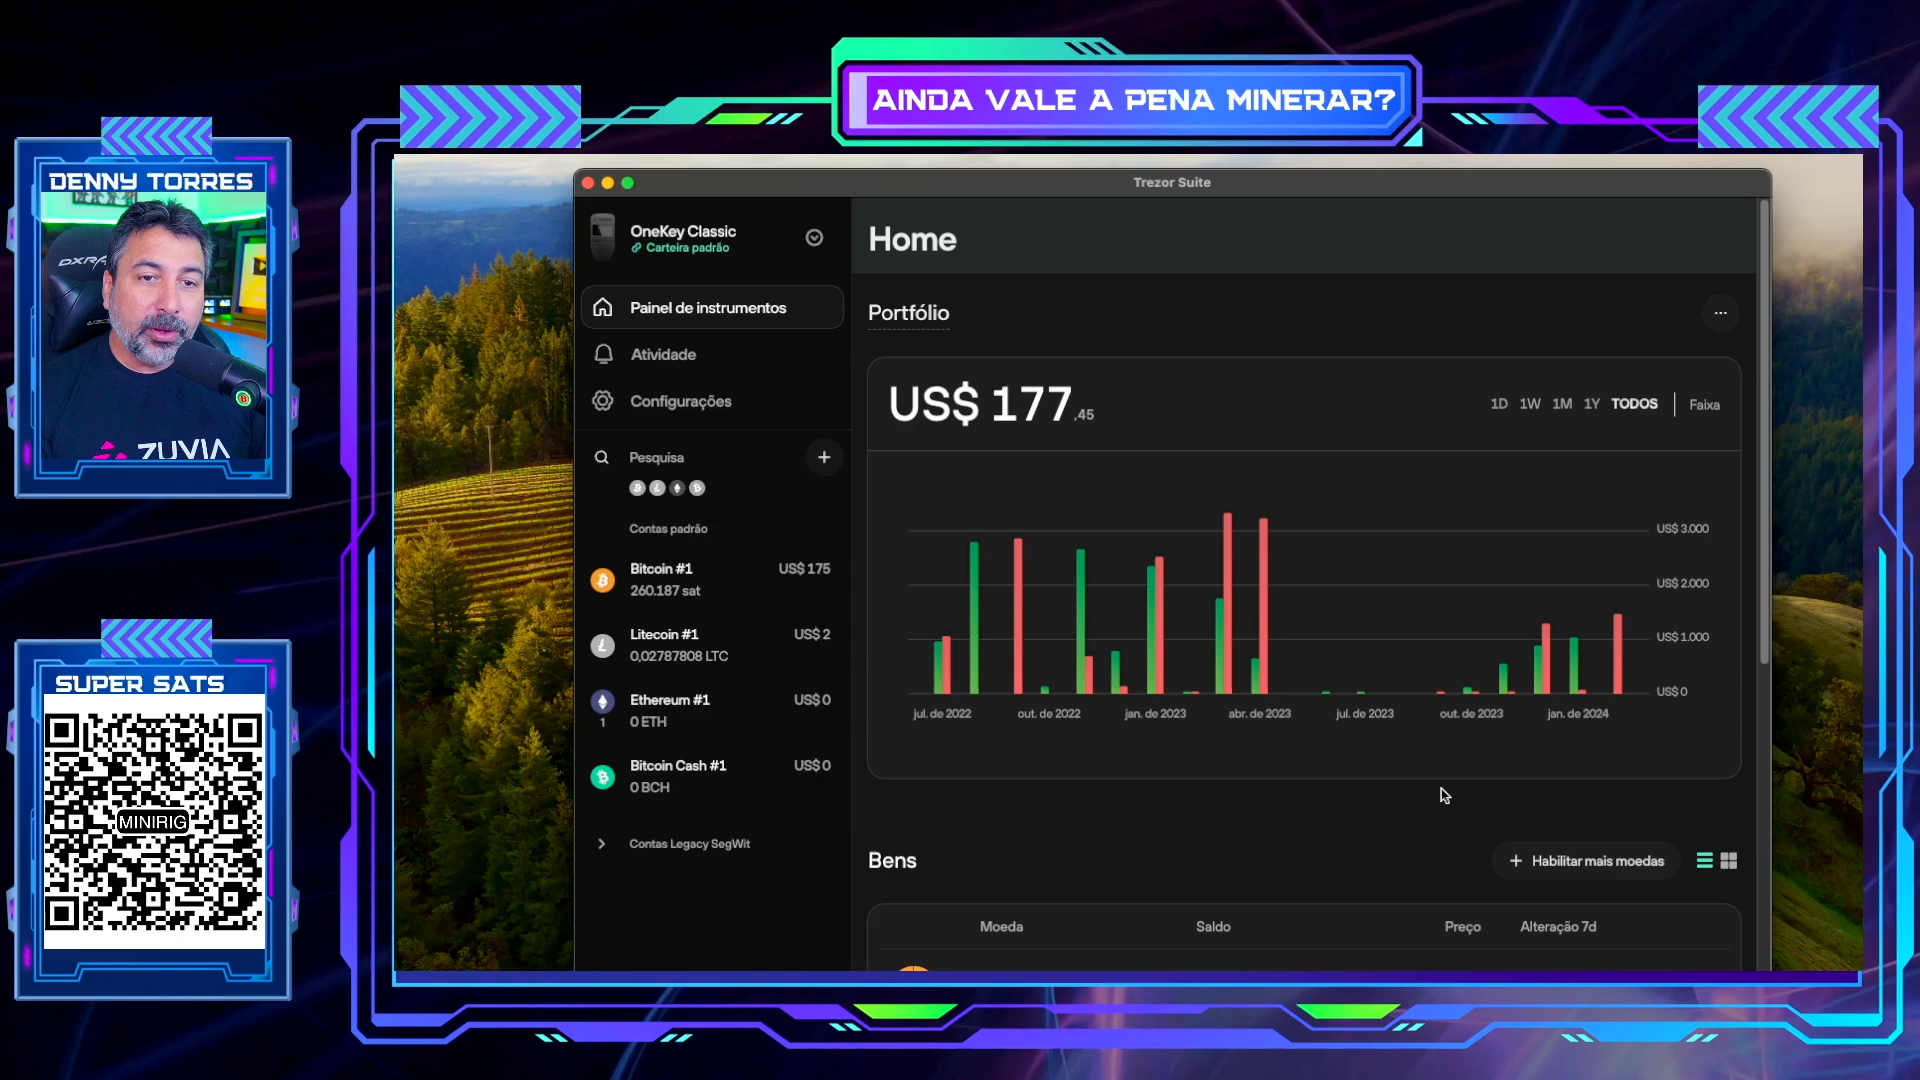 AINDA VALE A PENA MINERAR?
DENNY TORRES
ZUVIA
SUPER SATS
MINIRIG
Trezor Suite
OneKey Classic
Carteira padrão
Painel de instrumentos
Atividade
Configurações
Pesquisa
Contas padrão
Bitcoin #1 US$ 175
260.187 sat
Litecoin #1 US$ 2
0,02787808 LTC
Ethereum #1 US$ 0
1 0 ETH
Bitcoin Cash #1 US$ 0
0 BCH
Contas Legacy SegWit
Home
Portfólio
US$ 177,45
1D 1W 1M 1Y TODOS Faixa
US$ 3.000
US$ 2.000
US$ 1.000
US$ 0
jul. de 2022 out. de 2022 jan. de 2023 abr. de 2023 jul. de 2023 out. de 2023 jan. de 2024
Bens
Habilitar mais moedas
Moeda Saldo Preço Alteração 7d